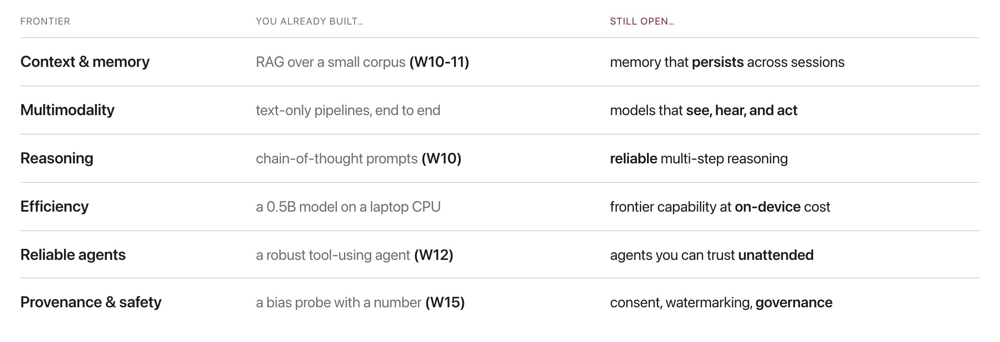 FRONTIER YOU ALREADY BUILT… STILL OPEN…
Context & memory RAG over a small corpus (W10-11) memory that persists across sessions
Multimodality text-only pipelines, end to end models that see, hear, and act
Reasoning chain-of-thought prompts (W10) reliable multi-step reasoning
Efficiency a 0.5B model on a laptop CPU frontier capability at on-device cost
Reliable agents a robust tool-using agent (W12) agents you can trust unattended
Provenance & safety a bias probe with a number (W15) consent, watermarking, governance